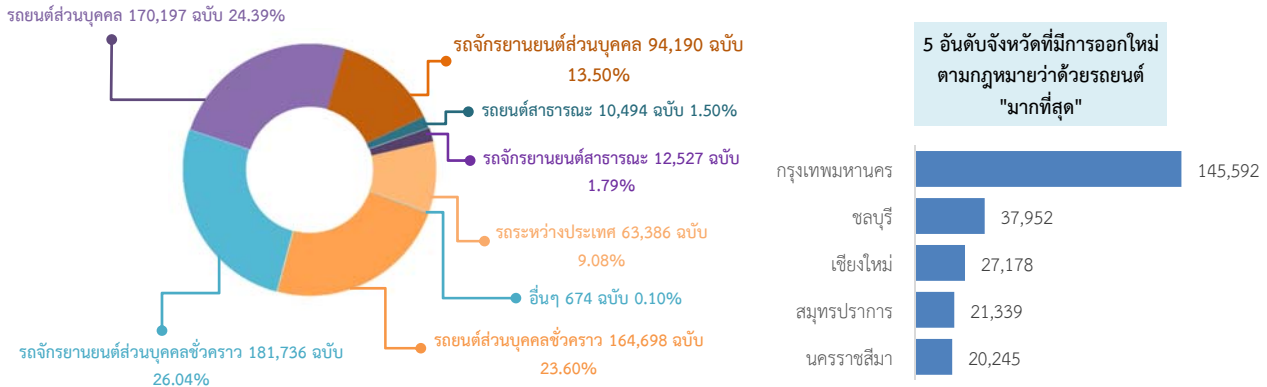 รถยนต์ส่วนบุคคล 170,197 ฉบับ 24.39%
รถจักรยานยนต์ส่วนบุคคล 94,190 ฉบับ
13.50%
รถยนต์สาธารณะ 10,494 ฉบับ 1.50%
รถจักรยานยนต์สาธารณะ 12,527 ฉบับ
1.79%
รถระหว่างประเทศ 63,386 ฉบับ
9.08%
อื่นๆ 674 ฉบับ 0.10%
รถยนต์ส่วนบุคคลชั่วคราว 164,698 ฉบับ
23.60%
รถจักรยานยนต์ส่วนบุคคลชั่วคราว 181,736 ฉบับ
26.04%
5 อันดับจังหวัดที่มีการออกใหม่
ตามกฎหมายว่าด้วยรถยนต์
"มากที่สุด"
กรุงเทพมหานคร 145,592
ชลบุรี 37,952
เชียงใหม่ 27,178
สมุทรปราการ 21,339
นครราชสีมา 20,245